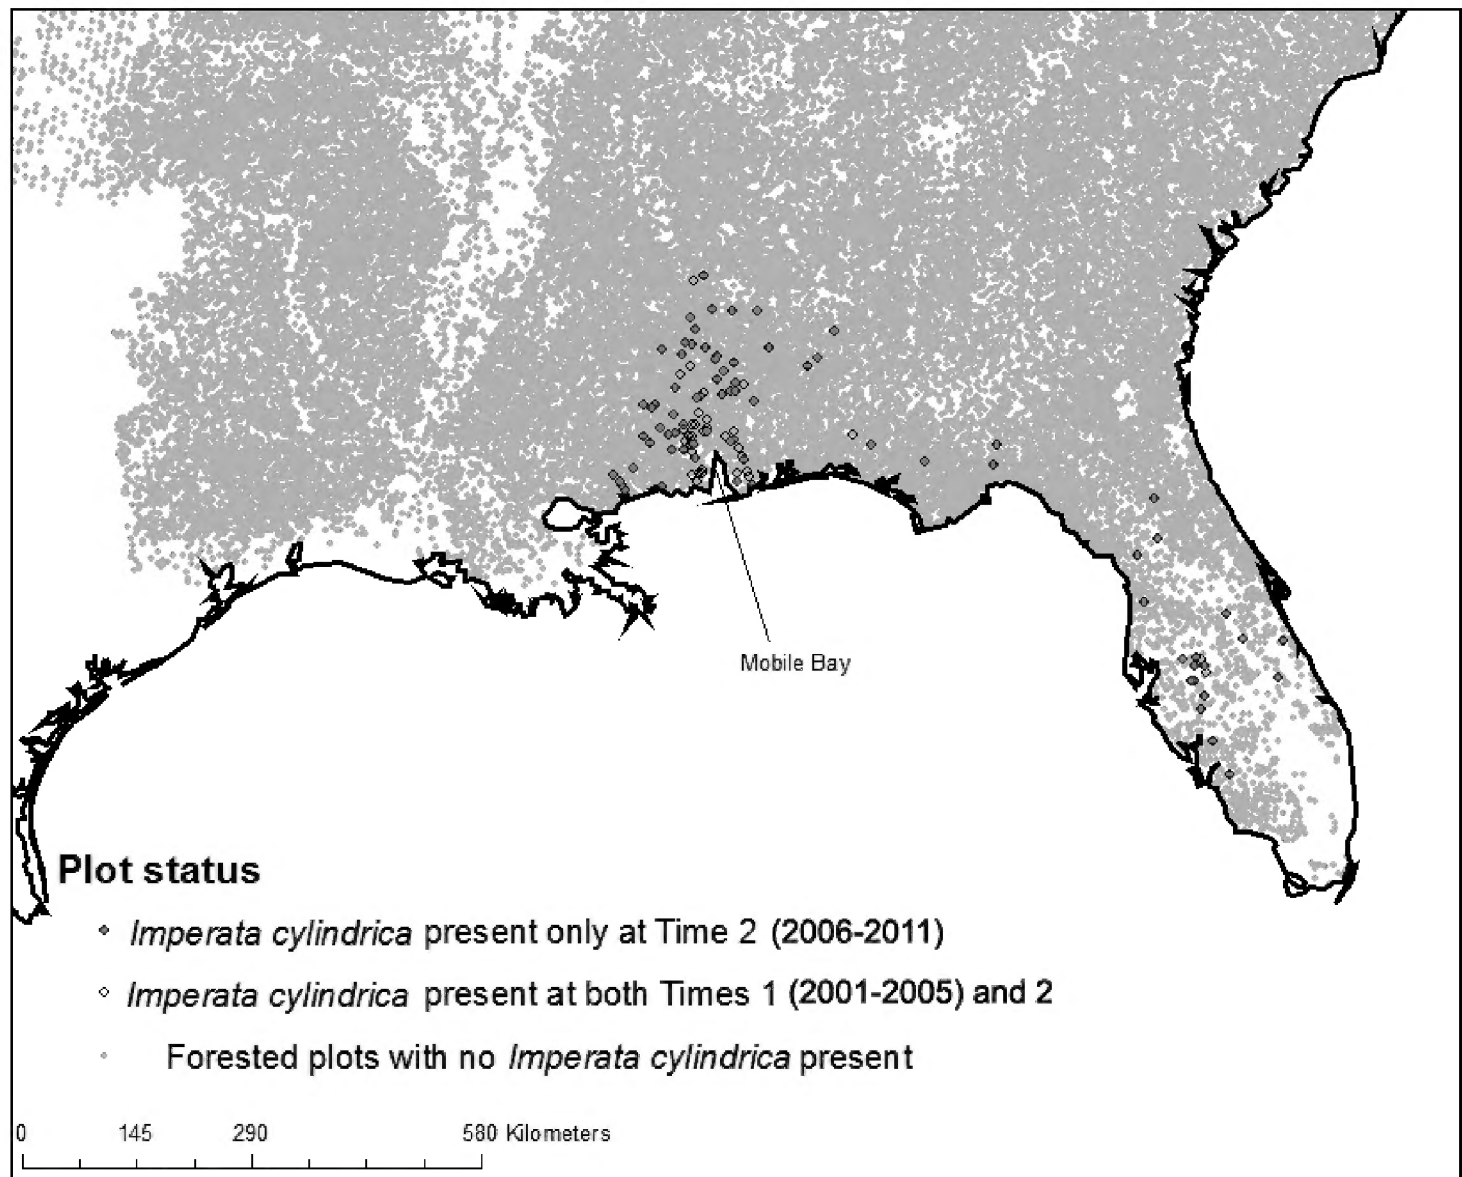 Mobile Bay
Plot status
Imperata cylindrica present only at Time 2 (2006-2011)
Imperata cylindrica present at both Times 1 (2001-2005) and 2
Forested plots with no Imperata cylindrica present
0 145 290 580 Kilometers